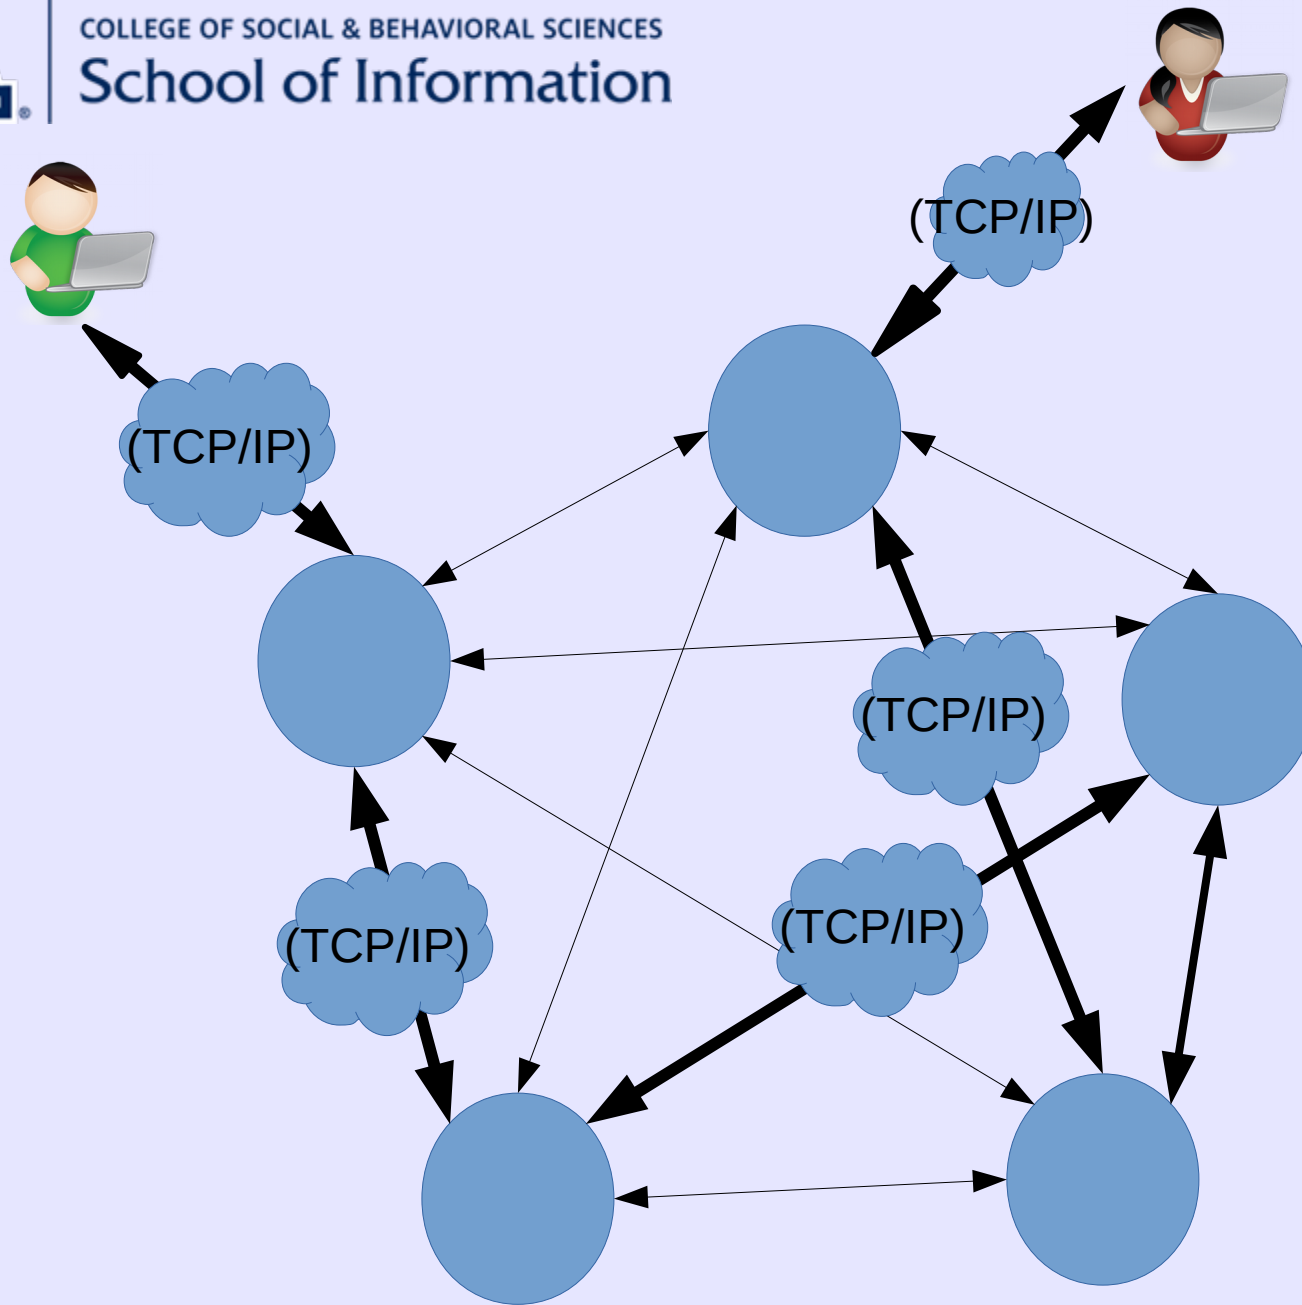 COLLEGE OF SOCIAL & BEHAVIORAL SCIENCES
School of Information
®
(TCP/IP)
(TCP/IP)
(TCP/IP)
(TCP/IP)
(TCP/IP)